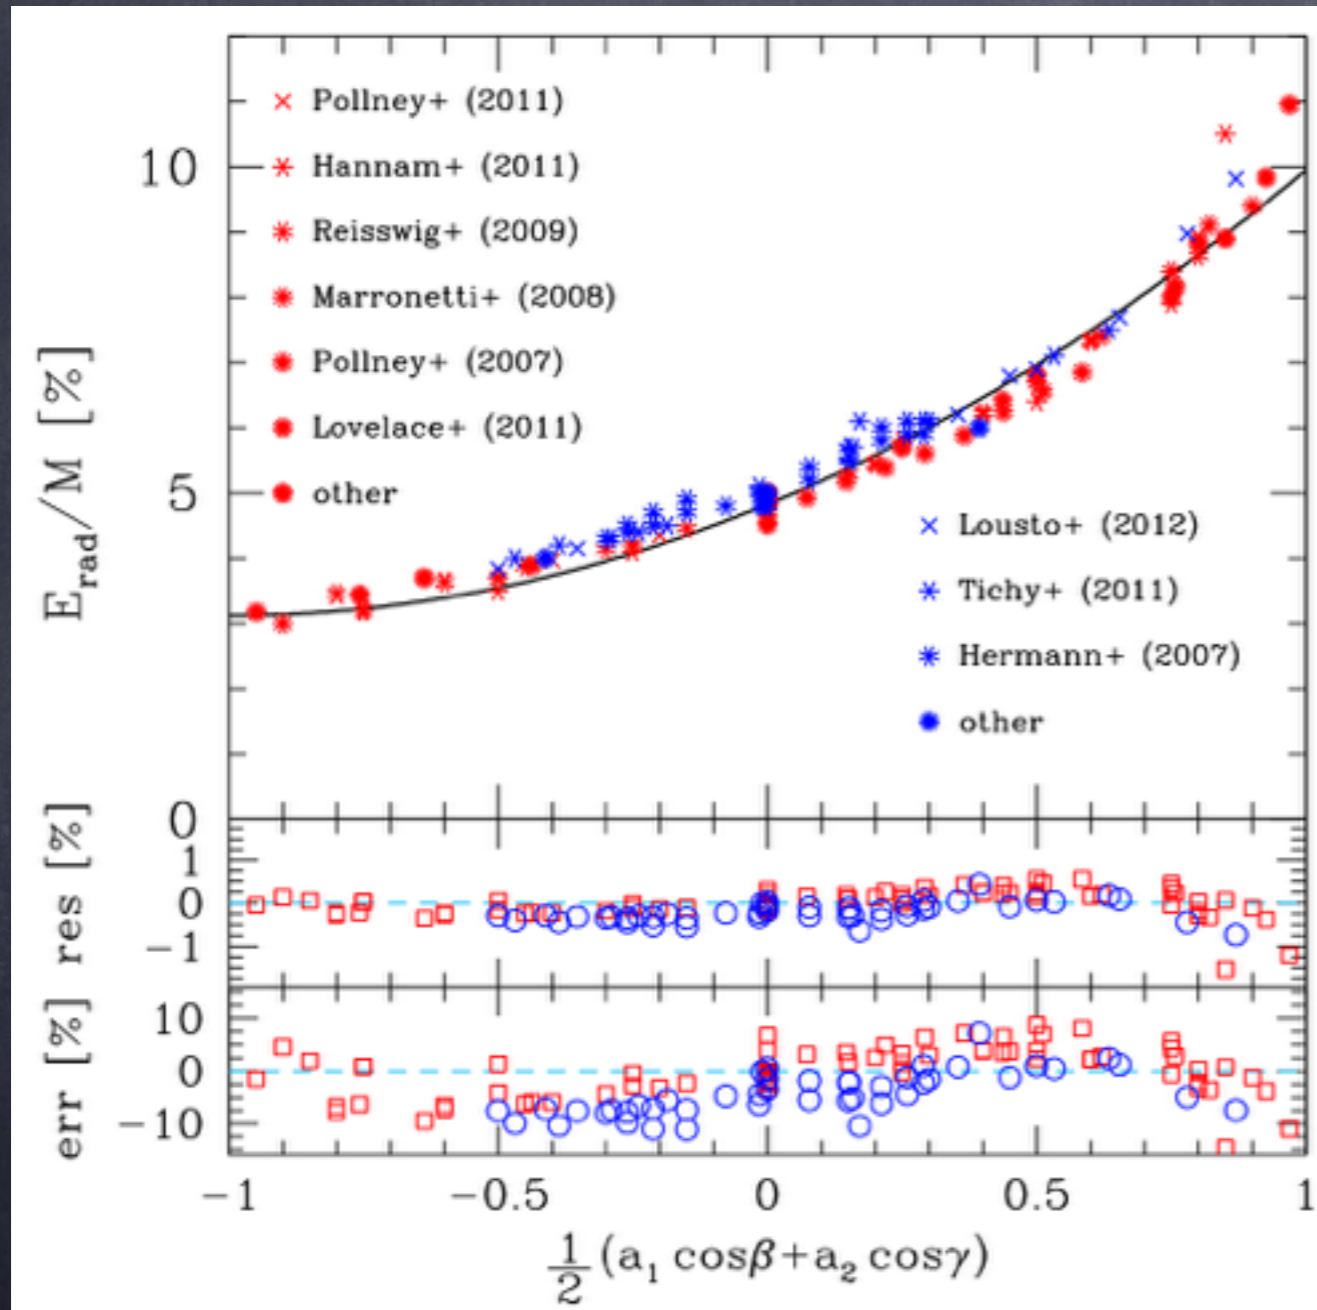 × Pollney+ (2011)
Hannam+ (2011)
Reisswig+ (2009)
Marronetti+ (2008)
Pollney+ (2007)
Lovelace+ (2011)
other
Lousto+ (2012)
Tichy+ (2011)
Hermann+ (2007)
other
10
5
0
E_rad/M [%]
1
0
-1
res [%]
10
0
-10
err [%]
-1 -0.5 0 0.5 1
1/2 (a_1 cosβ+a_2 cosγ)